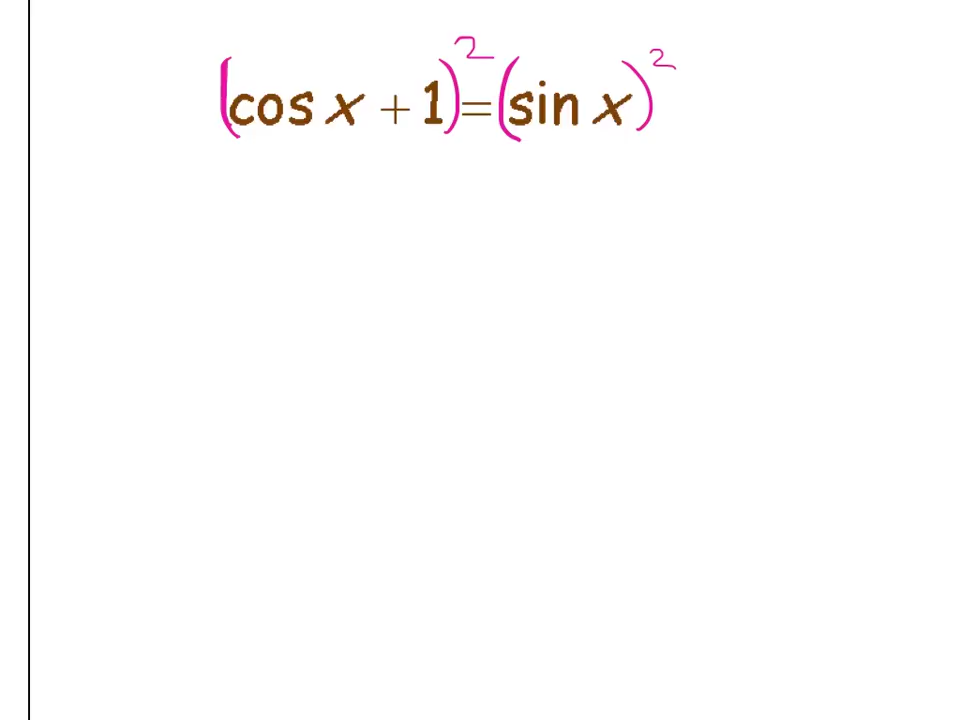 (cos x + 1)² = (sin x)²